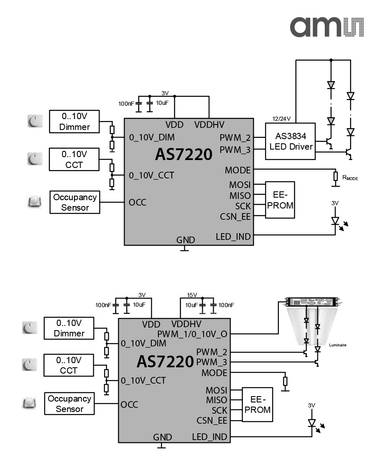 amu
3V
100nF
10uF
12/24V
0..10V
Dimmer
VDD
VDDHV
0_10V_DIM
PWM_2
PWM_3
AS3834
LED Driver
0..10V
CCT
AS7220
MODE
RMODE
0_10V_CCT
MOSI
MISO
SCK
CSN_EE
EE-
PROM
Occupancy
Sensor
OCC
3V
LED_IND
GND
3V
15V
100nF
10uF
10uF
100nF
0..10V
Dimmer
VDD
VDDHV
PWM_1/0_10V_O
0_10V_DIM
Luminaire
PWM_2
PWM_3
0..10V
CCT
AS7220
MODE
0_10V_CCT
MOSI
MISO
SCK
CSN_EE
EE-
PROM
Occupancy
Sensor
OCC
3V
GND
LED_IND